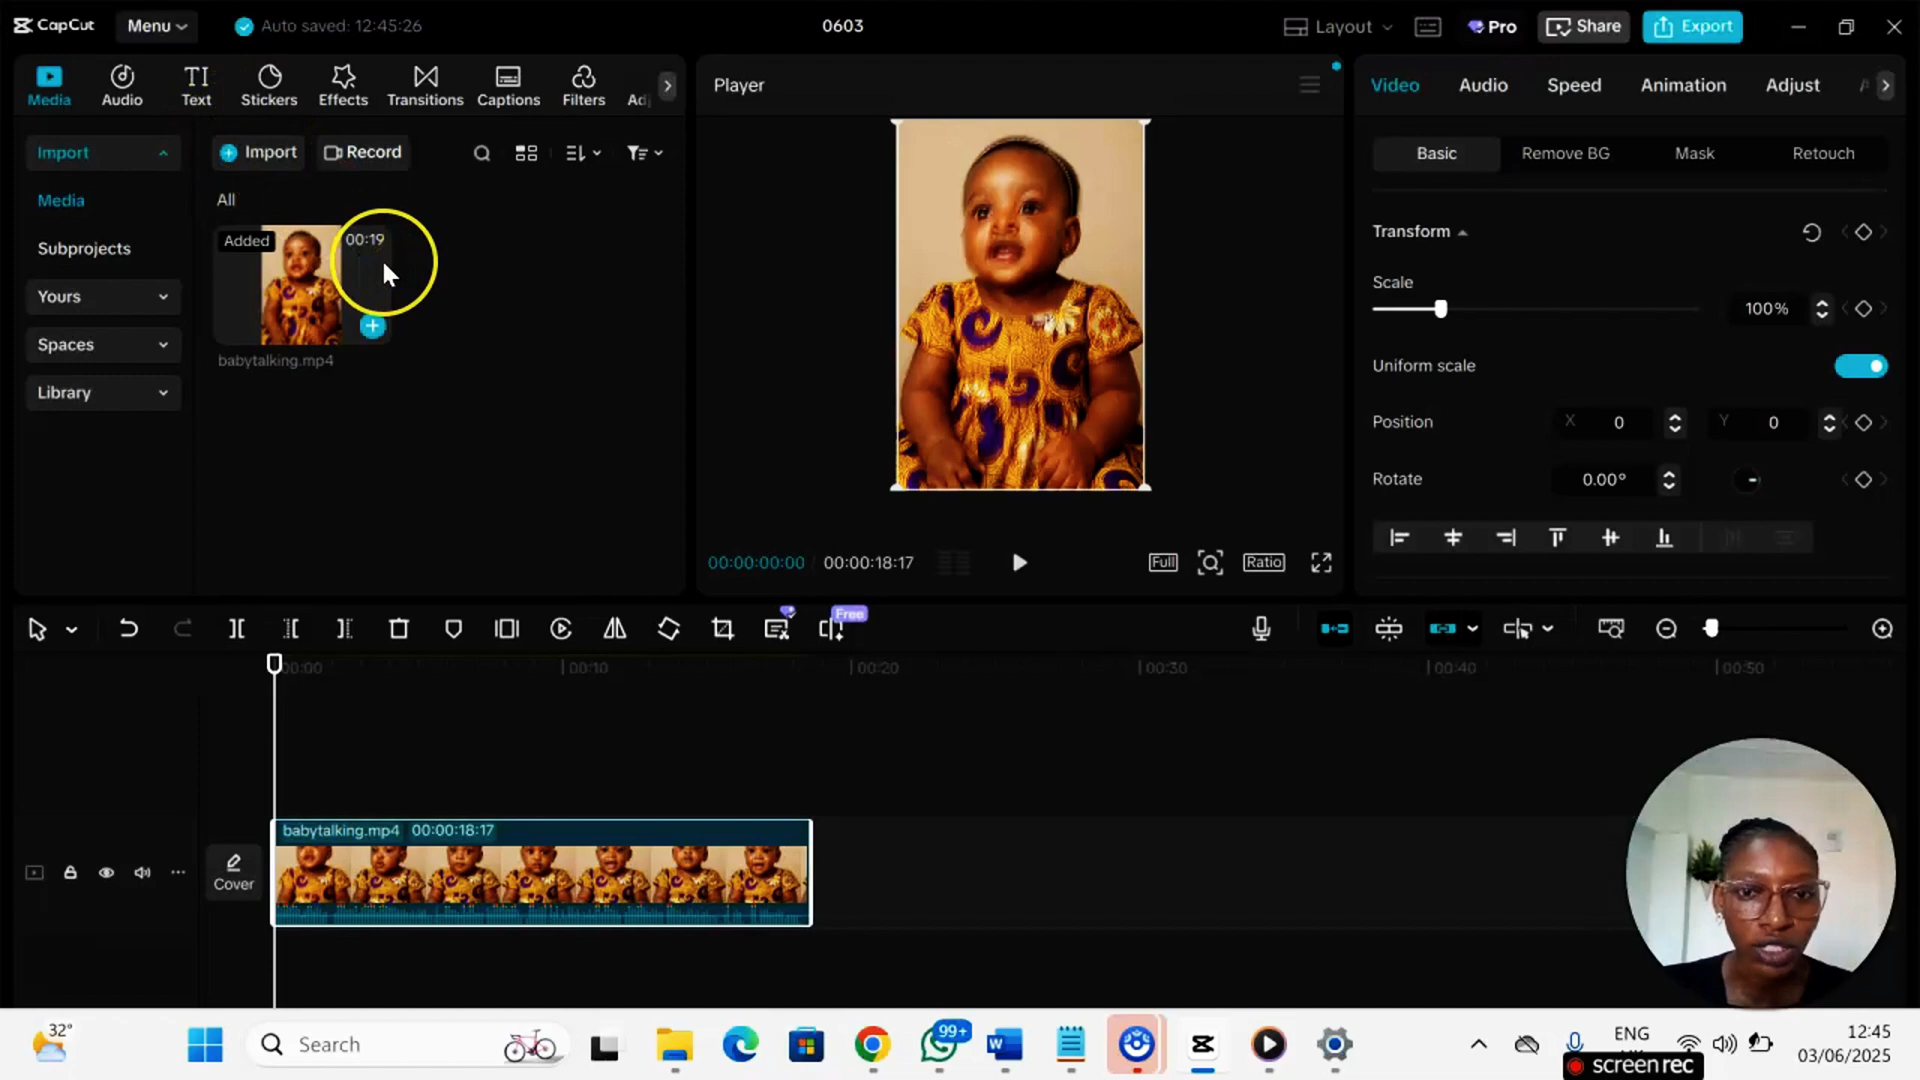 CapCut
Menu
Auto saved: 12:45:26
0603
Layout
Pro
Share
Export
Media
Audio
Text
Stickers
Effects
Transitions
Captions
Filters
Player
Video
Audio
Speed
Animation
Adjust
Import
Import
Record
Basic
Remove BG
Mask
Retouch
Media
All
Subprojects
Added
00:19
Transform
Yours
Scale
100%
Spaces
babytalking.mp4
Uniform scale
Library
Position
X
0
Y
0
Rotate
0.00°
00:00:00:00 / 00:00:18:17
Full
Ratio
Free
00:00
00:10
00:20
00:30
00:40
00:50
babytalking.mp4 00:00:18:17
Cover
32°
Search
99+
W
ENG
12:45
03/06/2025
screen rec